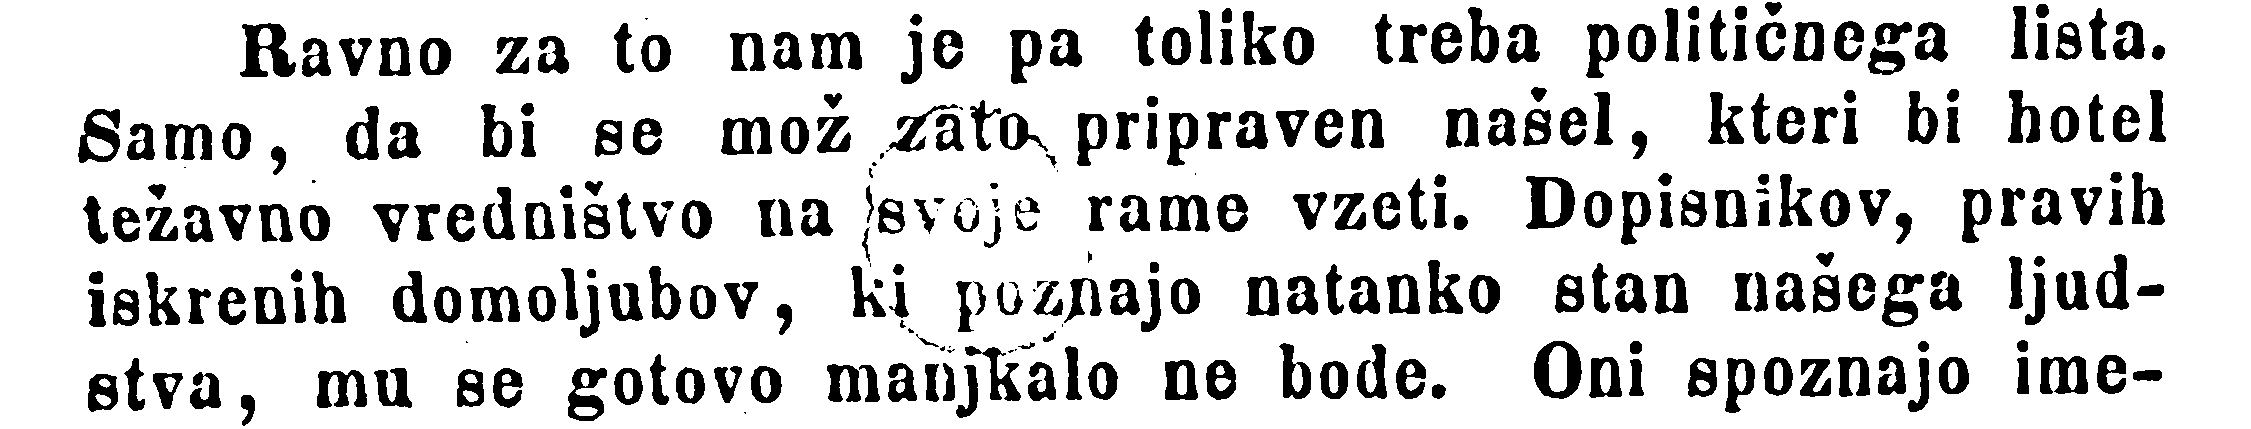 Ravno za to nam je pa toliko treba političnega lista.
Samo, da bi se mož zato pripraven našel, kteri bi hotel
težavno vredništvo na svoje rame vzeti. Dopisnikov, pravih
iskrenih domoljubov, ki poznajo natanko stan našega ljud-
stva, mu se gotovo manjkalo ne bode. Oni spoznajo ime-